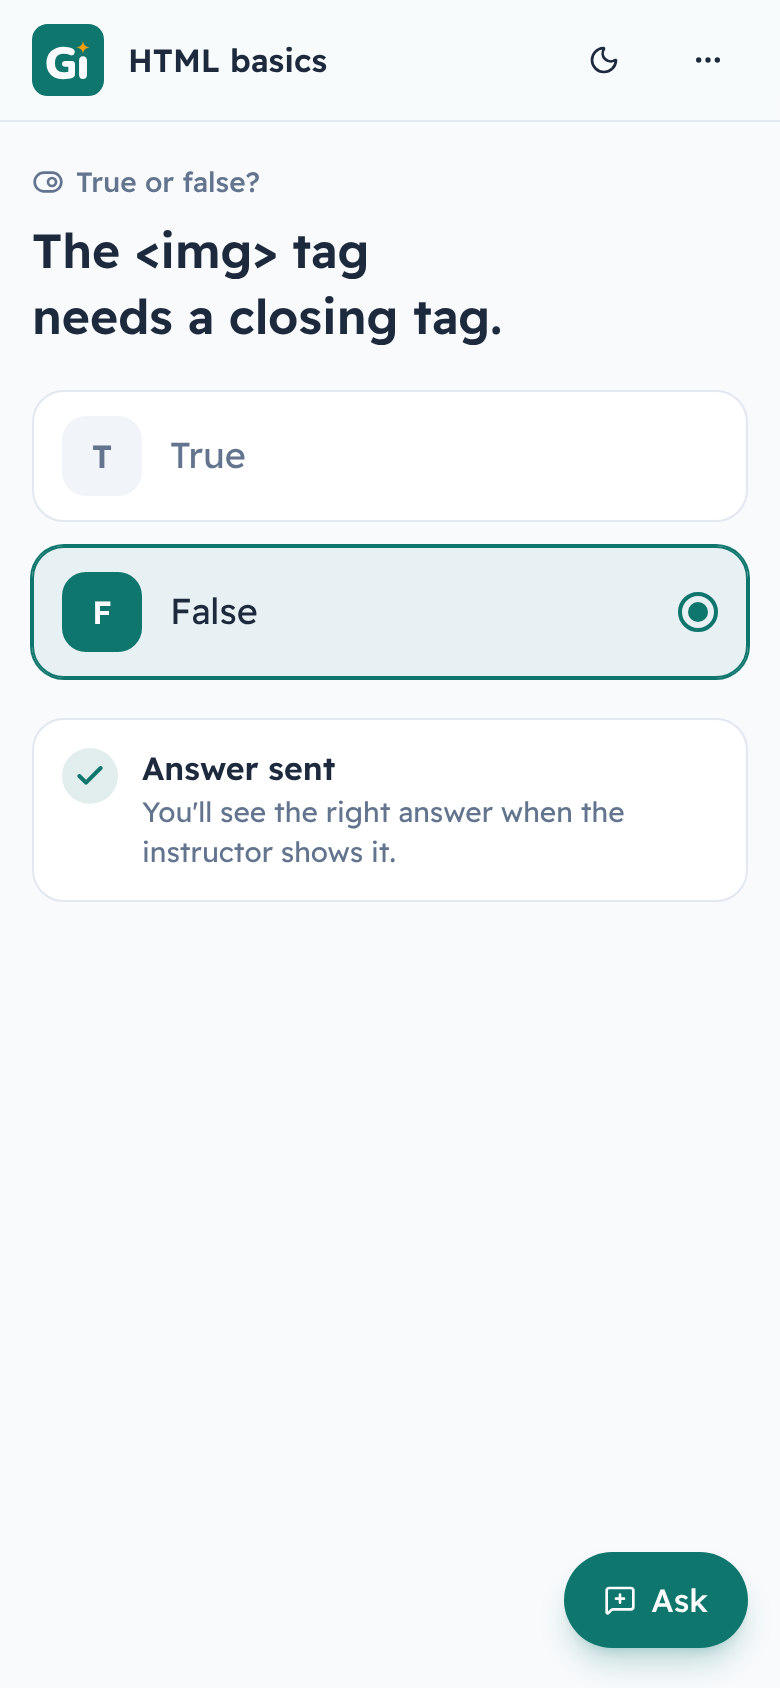 Gi
HTML basics
True or false?
The <img> tag
needs a closing tag.
T
True
F
False
Answer sent
You'll see the right answer when the
instructor shows it.
Ask